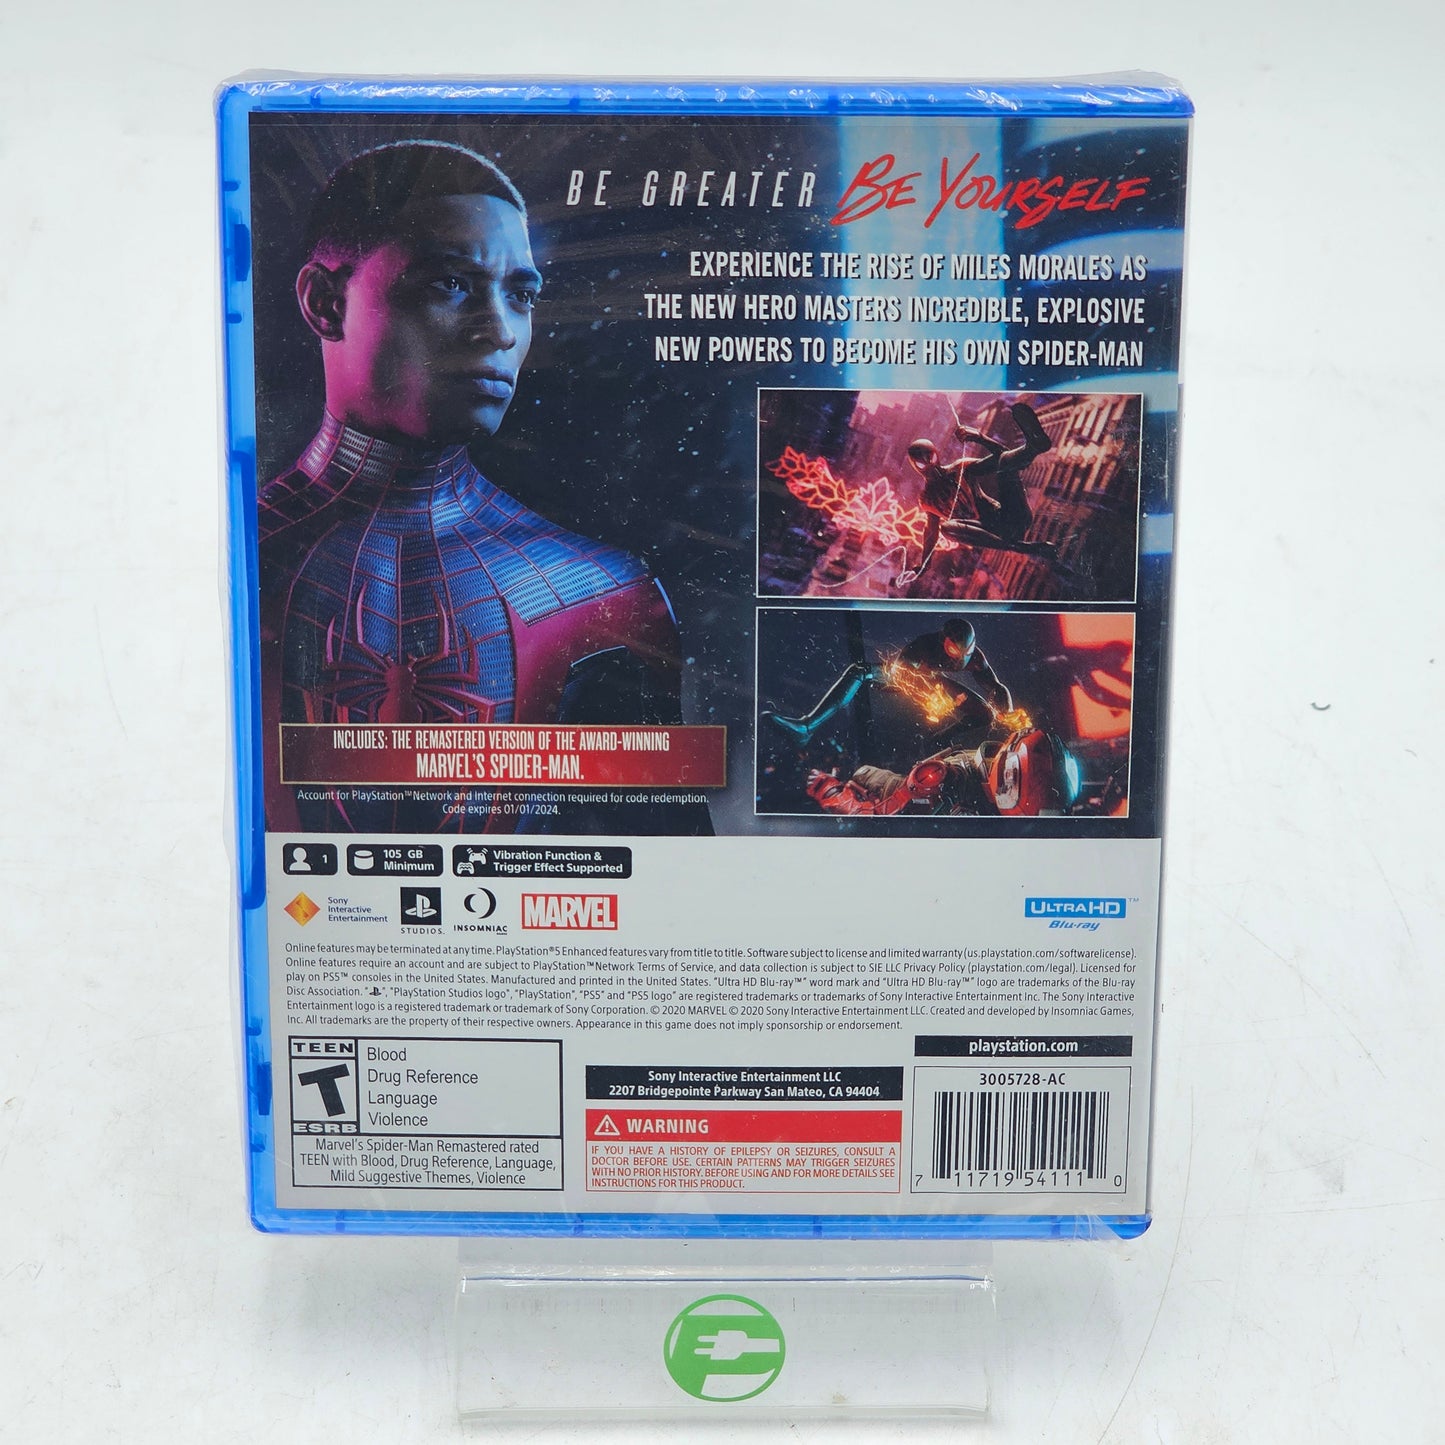 BE GREATER BE YOURSELF
EXPERIENCE THE RISE OF MILES MORALES AS
THE NEW HERO MASTERS INCREDIBLE, EXPLOSIVE
NEW POWERS TO BECOME HIS OWN SPIDER-MAN
INCLUDES: THE REMASTERED VERSION OF THE AWARD-WINNING
MARVEL'S SPIDER-MAN.
Account for PlayStation™Network and Internet connection required for code redemption.
Code expires 01/01/2024.
1
105 GB
Minimum
Vibration Function &
Trigger Effect Supported
Sony
Interactive
Entertainment
STUDIOS.
INSOMNIAC
GAMES
MARVEL
ULTRA HD™
Blu-ray
Online features may be terminated at any time. PlayStation®5 Enhanced features vary from title to title. Software subject to license and limited warranty (us.playstation.com/softwarelicense).
Online features require an account and are subject to PlayStation™Network Terms of Service, and data collection is subject to SIE LLC Privacy Policy (playstation.com/legal). Licensed for
play on PS5™ consoles in the United States. Manufactured and printed in the United States. "Ultra HD Blu-ray™" word mark and "Ultra HD Blu-ray™" logo are trademarks of the Blu-ray
Disc Association. " ", "PlayStation Studios logo", "PlayStation", "PS5" and "PS5 logo" are registered trademarks or trademarks of Sony Interactive Entertainment Inc. The Sony Interactive
Entertainment logo is a registered trademark or trademark of Sony Corporation. © 2020 MARVEL © 2020 Sony Interactive Entertainment LLC. Created and developed by Insomniac Games,
Inc. All trademarks are the property of their respective owners. Appearance in this game does not imply sponsorship or endorsement.
TEEN
T
ESRB
Blood
Drug Reference
Language
Violence
Marvel's Spider-Man Remastered rated
TEEN with Blood, Drug Reference, Language,
Mild Suggestive Themes, Violence
Sony Interactive Entertainment LLC
2207 Bridgepointe Parkway San Mateo, CA 94404
WARNING
IF YOU HAVE A HISTORY OF EPILEPSY OR SEIZURES, CONSULT A
DOCTOR BEFORE USE. CERTAIN PATTERNS MAY TRIGGER SEIZURES
WITH NO PRIOR HISTORY. BEFORE USING AND FOR MORE DETAILS SEE
INSTRUCTIONS FOR THIS PRODUCT.
playstation.com
3005728-AC
7 11719 54111 0